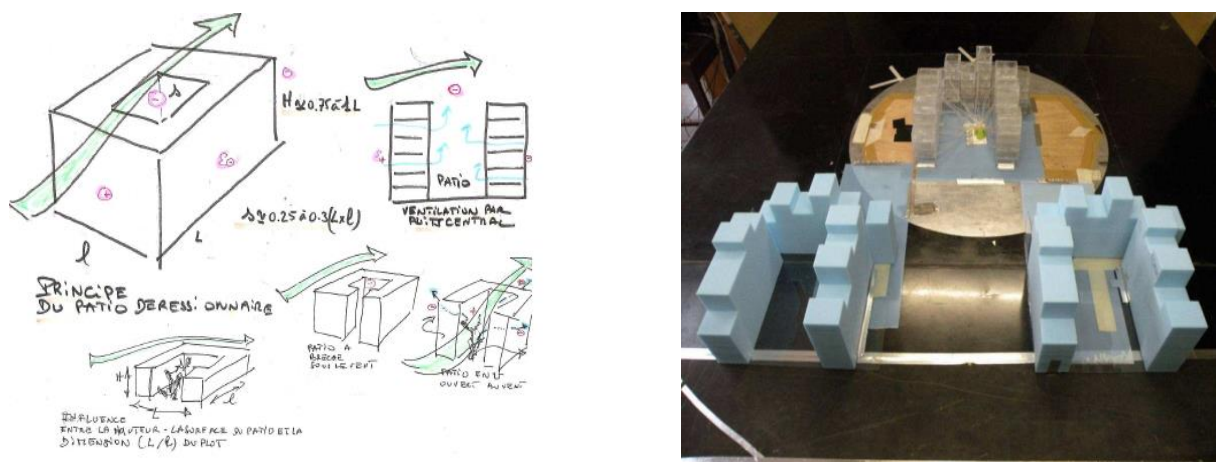 s
H ≃ 0.75 à 1L
s ≃ 0.25 à 0.3 (L x l)
l
L
PATIO
VENTILATION PAR
PUITS CENTRAL
PRINCIPE
DU PATIO DEPRESSIONNAIRE
PATIO A
BRECHE
SOUS LE VENT
PATIO EN U
OUVERT AU VENT
H
L
l
INFLUENCE
ENTRE LA HAUTEUR - LA SURFACE DU PATIO ET LA
DIMENSION (L/l) DU PLOT